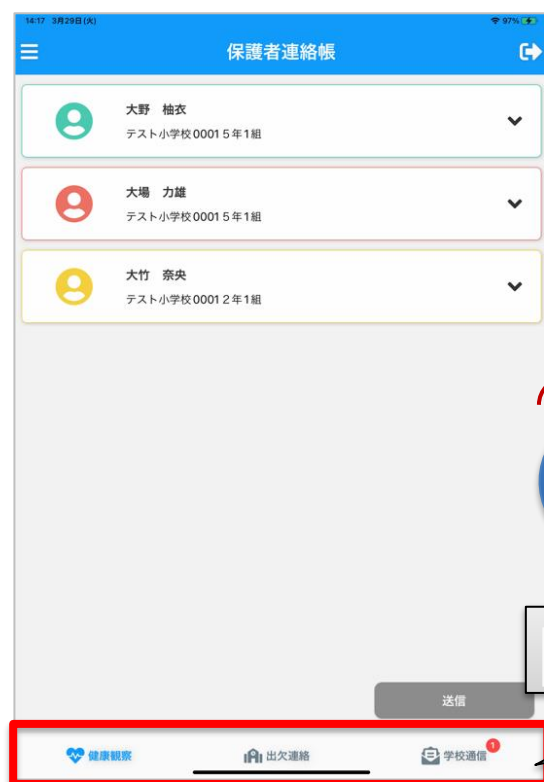 14:17 3月29日(火)
97%
保護者連絡帳
大野 柚衣
テスト小学校0001 5年1組
大場 力雄
テスト小学校0001 5年1組
大竹 奈央
テスト小学校0001 2年1組
送信
健康観察
出欠連絡
学校通信
1